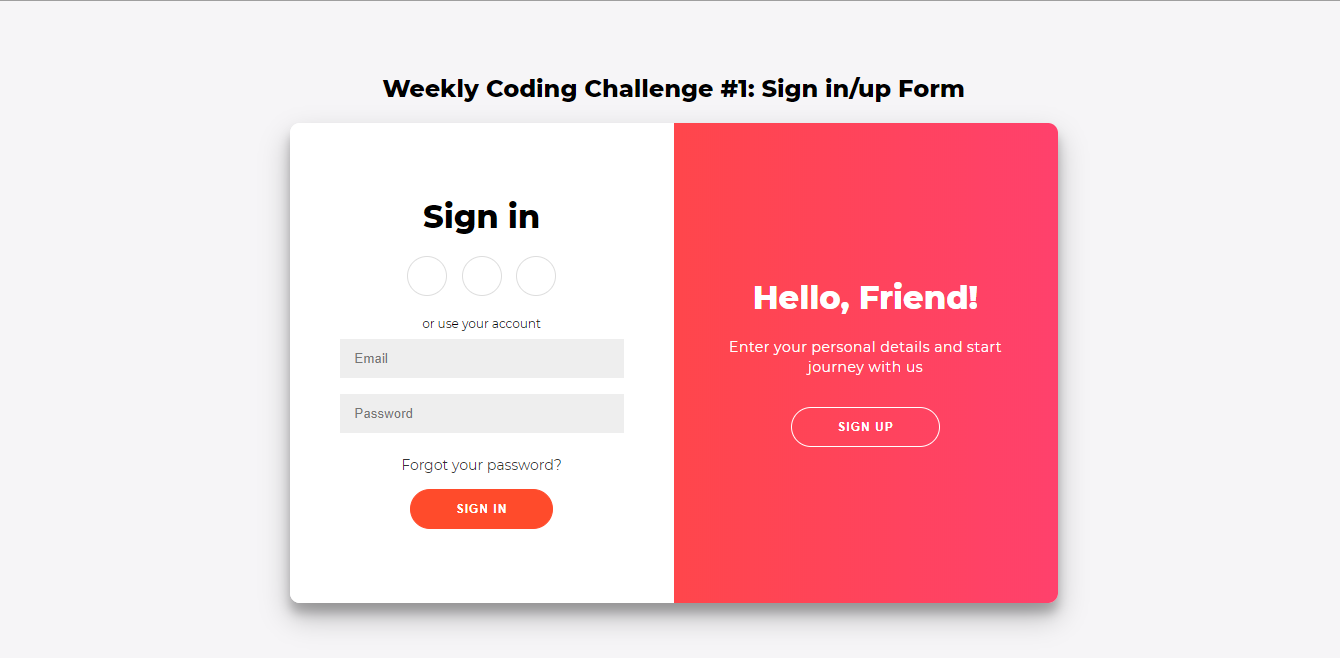 Weekly Coding Challenge #1: Sign in/up Form
Sign in
or use your account
Email
Password
Forgot your password?
SIGN IN
Hello, Friend!
Enter your personal details and start
journey with us
SIGN UP